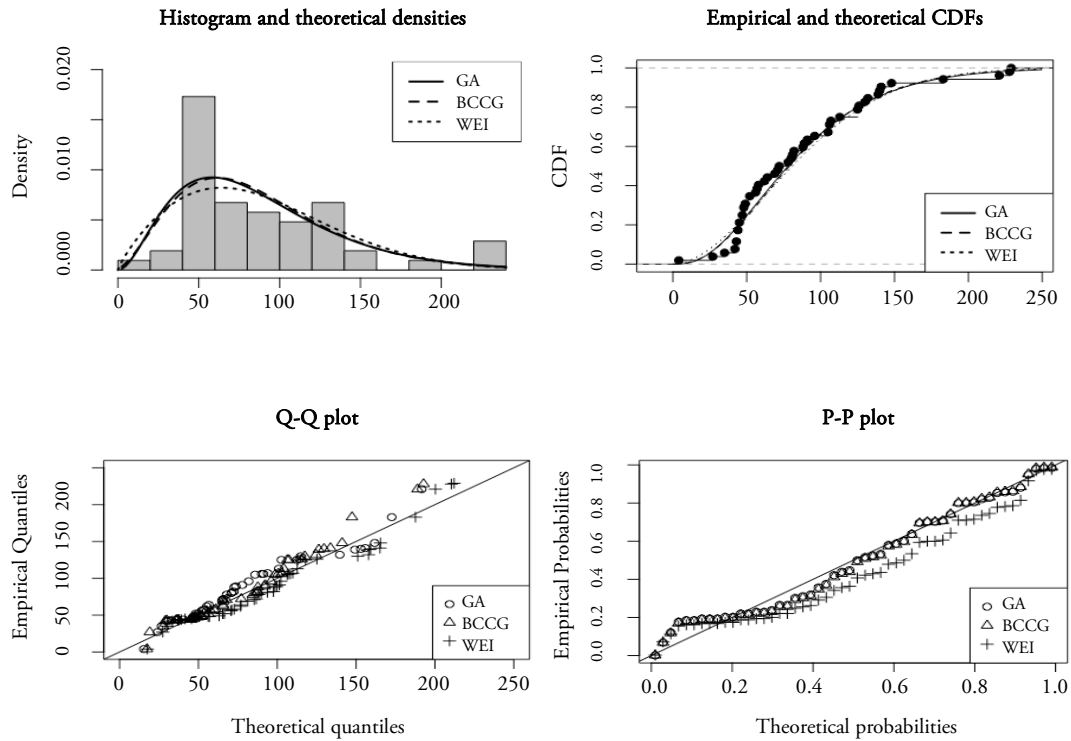 Histogram and theoretical densities
Density
0.000
0.010
0.020
GA
BCCG
WEI
0 50 100 150 200
Empirical and theoretical CDFs
CDF
0.0
0.2
0.4
0.6
0.8
1.0
GA
BCCG
WEI
0 50 100 150 200 250
Q-Q plot
Empirical Quantiles
0
50
100
150
200
GA
BCCG
WEI
0 50 100 150 200 250
Theoretical quantiles
P-P plot
Empirical Probabilities
0.0
0.2
0.4
0.6
0.8
1.0
GA
BCCG
WEI
0.0 0.2 0.4 0.6 0.8 1.0
Theoretical probabilities